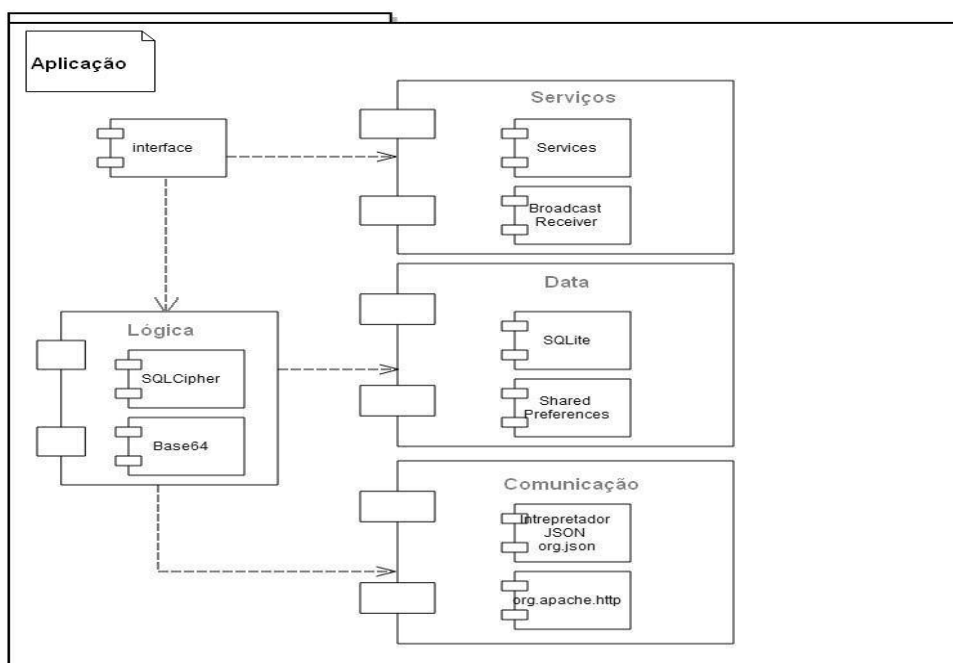 Aplicação
interface
Serviços
Services
Broadcast
Receiver
Lógica
SQLCipher
Base64
Data
SQLite
Shared
Preferences
Comunicação
Intrepretador
JSON
org.json
org.apache.http